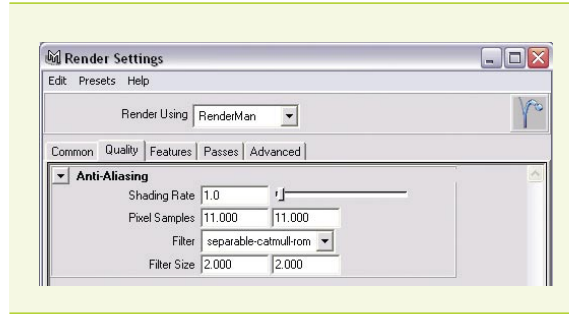 Render Settings
Edit Presets Help
Render Using RenderMan
Common Quality Features Passes Advanced
Anti-Aliasing
Shading Rate 1.0
Pixel Samples 11.000 11.000
Filter separable-catmull-rom
Filter Size 2.000 2.000